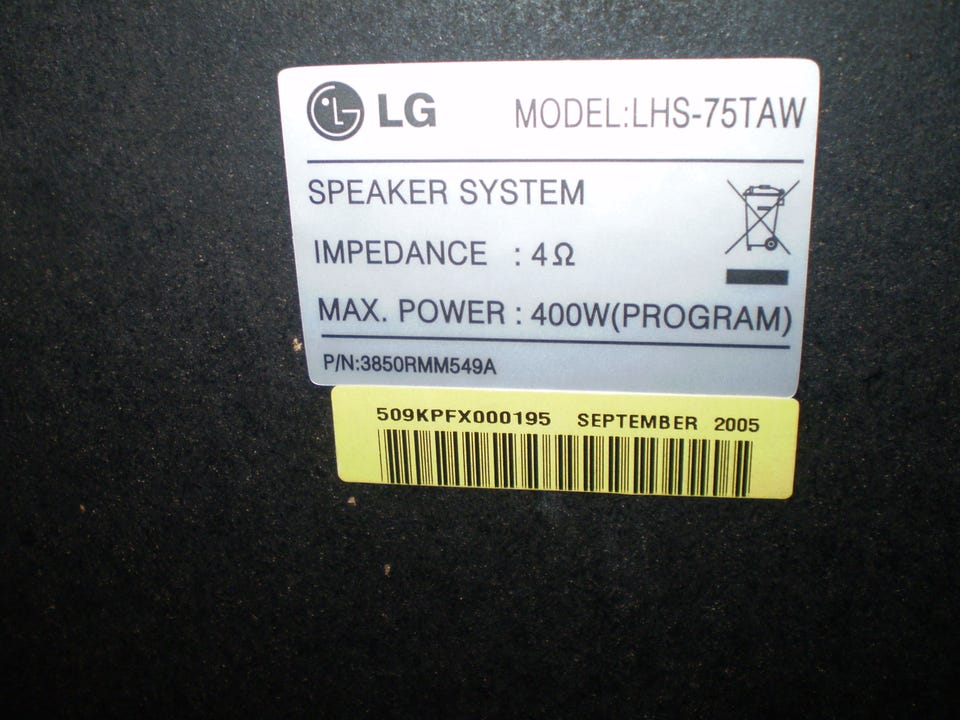 LG MODEL:LHS-75TAW
SPEAKER SYSTEM
IMPEDANCE : 4Ω
MAX. POWER : 400W(PROGRAM)
P/N:3850RMM549A
509KPFX000195 SEPTEMBER 2005